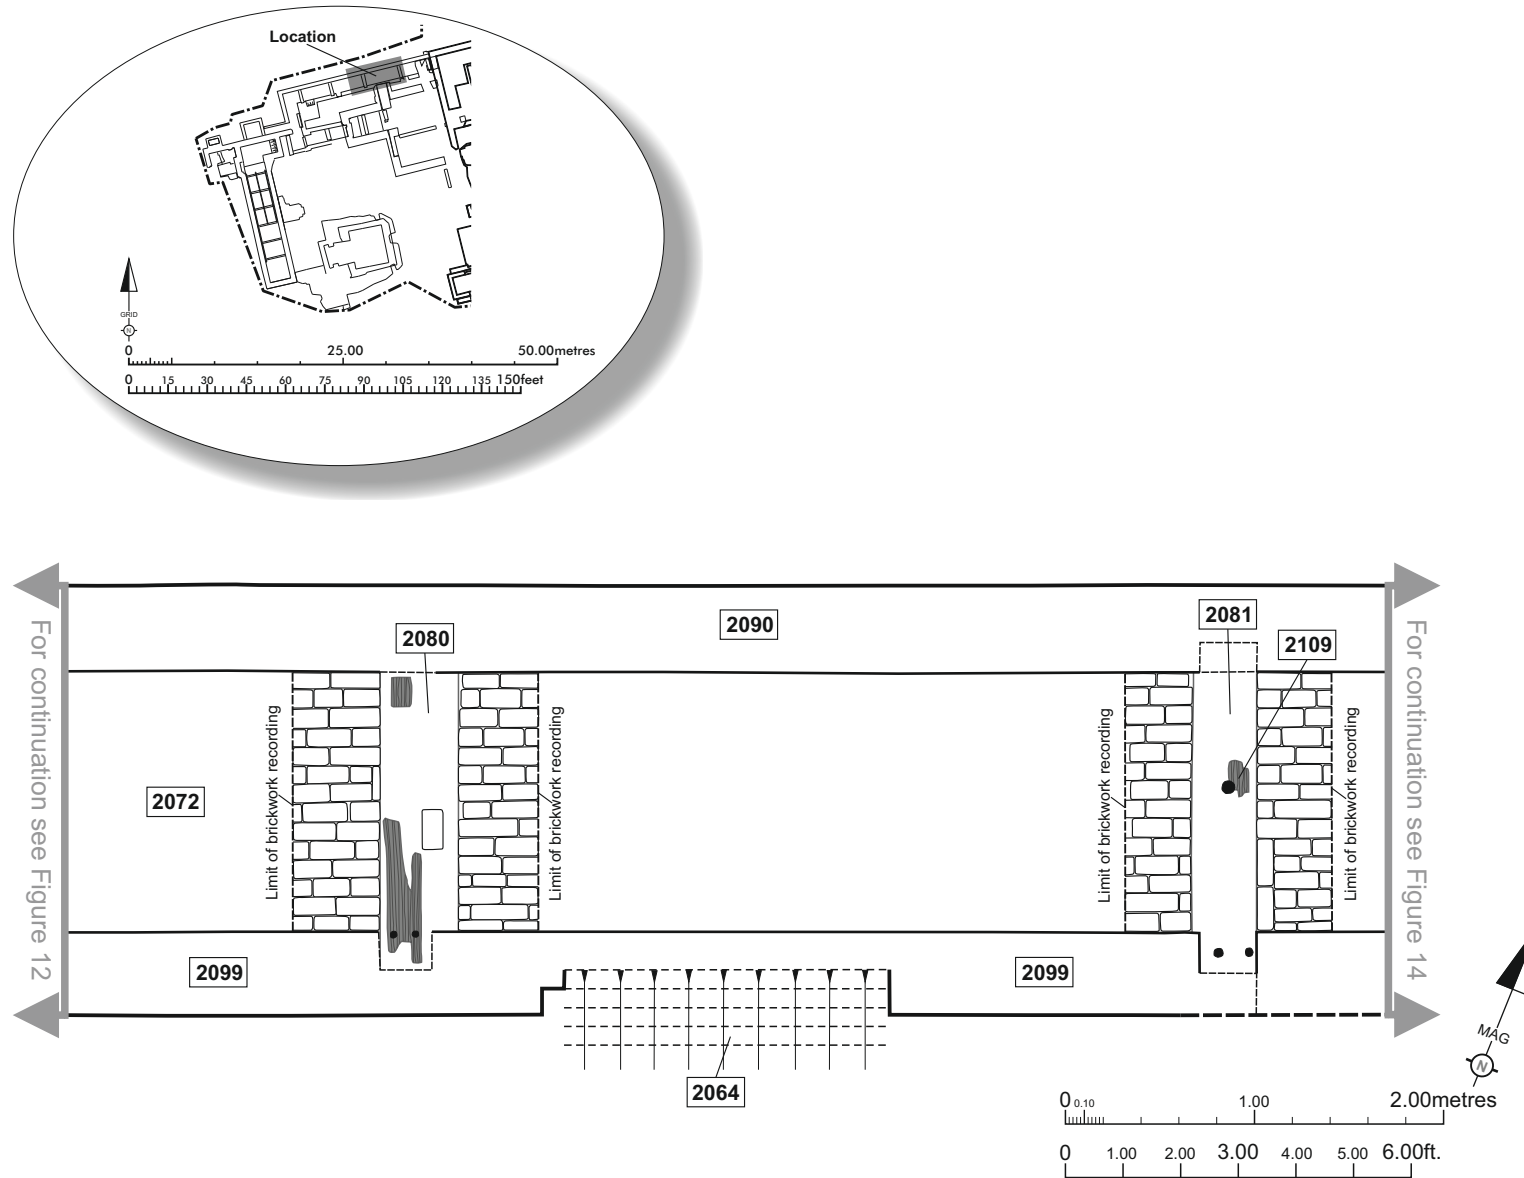 Location
GRID
N
0 25.00 50.00metres
0 15 30 45 60 75 90 105 120 135 150feet
For continuation see Figure 12
2090
2080
2081
2109
For continuation see Figure 14
Limit of brickwork recording
Limit of brickwork recording
Limit of brickwork recording
Limit of brickwork recording
2072
2099
2099
2064
MAG
N
0 0.10 1.00 2.00metres
0 1.00 2.00 3.00 4.00 5.00 6.00ft.